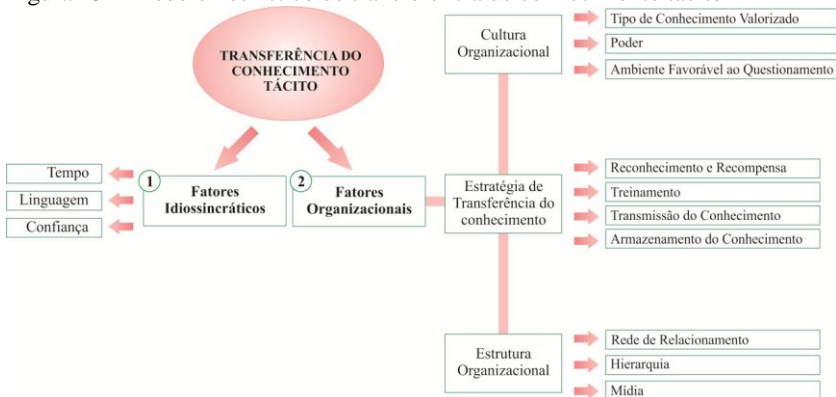 TRANSFERÊNCIA DO
CONHECIMENTO
TÁCITO
1
Fatores
Idiossincráticos
Tempo
Linguagem
Confiança
2
Fatores
Organizacionais
Cultura
Organizacional
Tipo de Conhecimento Valorizado
Poder
Ambiente Favorável ao Questionamento
Estratégia de
Transferência do
conhecimento
Reconhecimento e Recompensa
Treinamento
Transmissão do Conhecimento
Armazenamento do Conhecimento
Estrutura
Organizacional
Rede de Relacionamento
Hierarquia
Mídia